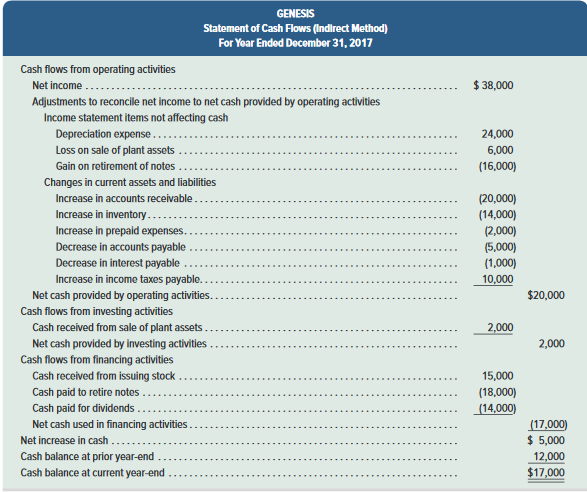 GENESIS
Statement of Cash Flows (Indirect Method)
For Year Ended December 31, 2017
Cash flows from operating activities
Net income . . . . . . . . . . $ 38,000
Adjustments to reconcile net income to net cash provided by operating activities
Income statement items not affecting cash
Depreciation expense . . . . . . . . . . 24,000
Loss on sale of plant assets . . . . . . . . . . 6,000
Gain on retirement of notes . . . . . . . . . . (16,000)
Changes in current assets and liabilities
Increase in accounts receivable . . . . . . . . . . (20,000)
Increase in inventory . . . . . . . . . . (14,000)
Increase in prepaid expenses . . . . . . . . . . (2,000)
Decrease in accounts payable . . . . . . . . . . (5,000)
Decrease in interest payable . . . . . . . . . . (1,000)
Increase in income taxes payable . . . . . . . . . . 10,000
Net cash provided by operating activities . . . . . . . . . . $20,000
Cash flows from investing activities
Cash received from sale of plant assets . . . . . . . . . . 2,000
Net cash provided by investing activities . . . . . . . . . . 2,000
Cash flows from financing activities
Cash received from issuing stock . . . . . . . . . . 15,000
Cash paid to retire notes . . . . . . . . . . (18,000)
Cash paid for dividends . . . . . . . . . . (14,000)
Net cash used in financing activities . . . . . . . . . . (17,000)
Net increase in cash . . . . . . . . . . $ 5,000
Cash balance at prior year-end . . . . . . . . . . 12,000
Cash balance at current year-end . . . . . . . . . . $17,000